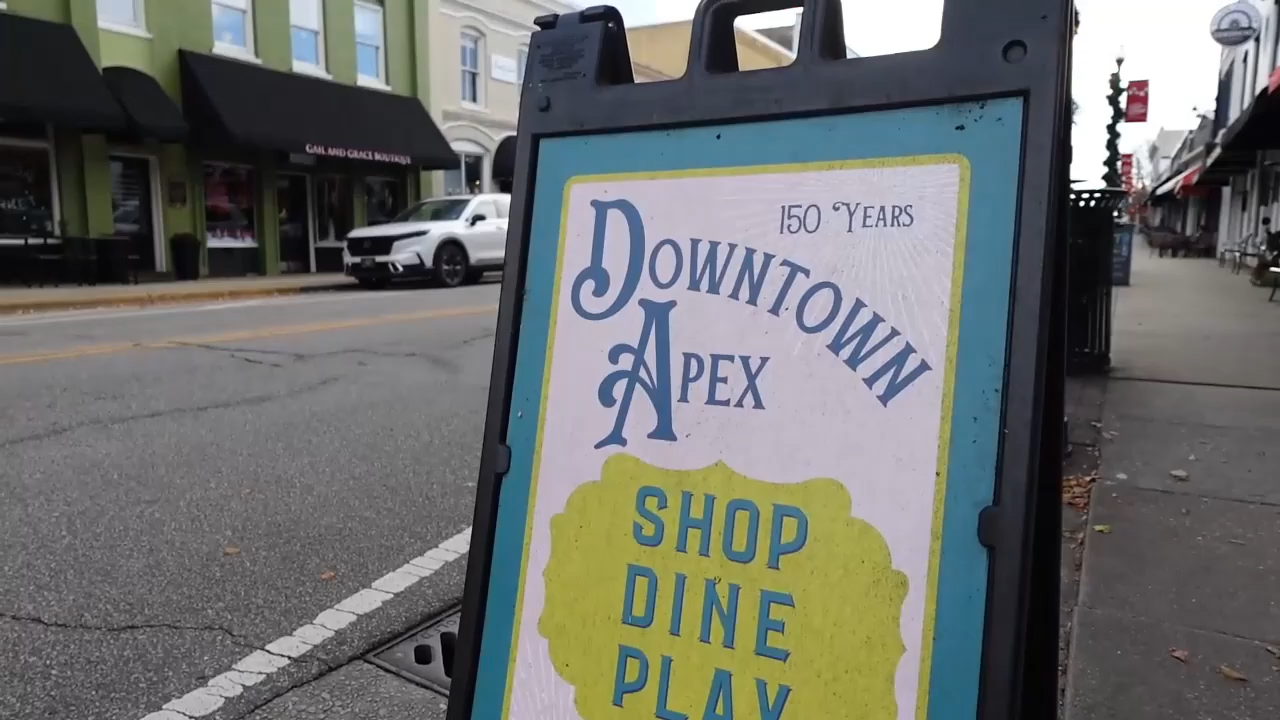 GAIL AND GRACE BOUTIQUE
150 YEARS
DOWNTOWN
APEX
SHOP
DINE
PLAY